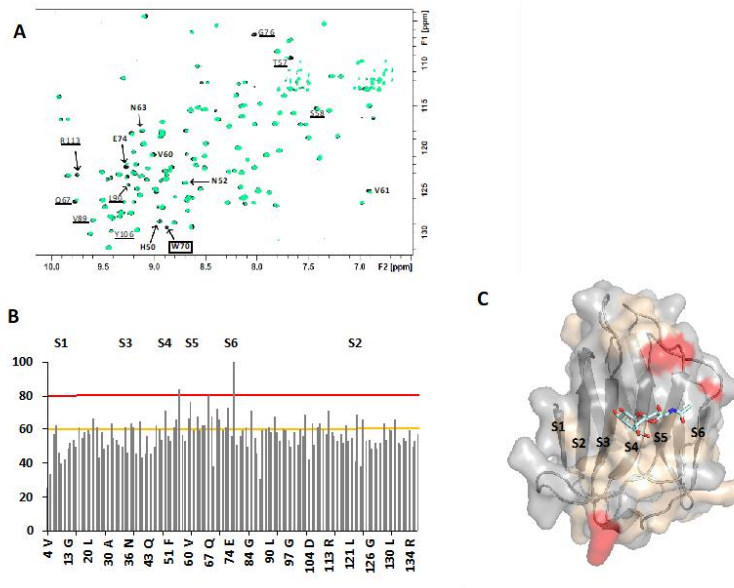 A
F1 [ppm]
110
115
120
125
130
G76
T57
S58
N63
E74
R113
V60
N52
V61
L90
Q67
V89
Y106
H50
W70
10.0 9.5 9.0 8.5 8.0 7.5 7.0 F2 [ppm]
B
S1 S3 S4 S5 S6 S2
100
80
60
40
20
0
4 V
13 G
20 L
30 A
36 N
43 Q
51 F
60 V
67 Q
74 E
84 G
90 L
97 G
104 D
113 R
121 L
126 G
130 L
134 R
C
S1
S2
S3
S4
S5
S6